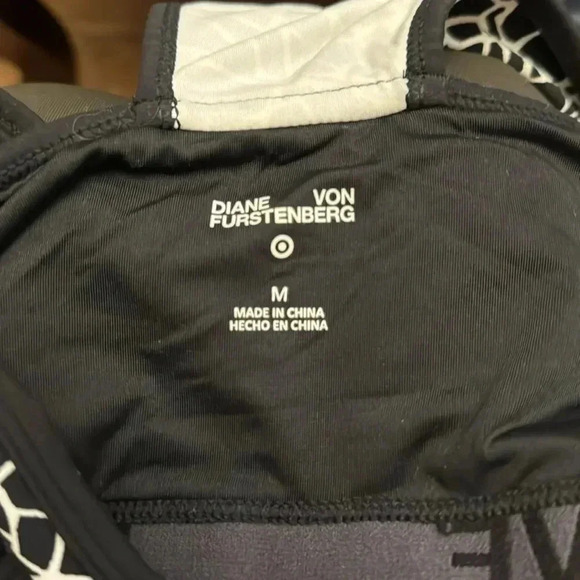 DIANE VON
FURSTENBERG
M
MADE IN CHINA
HECHO EN CHINA